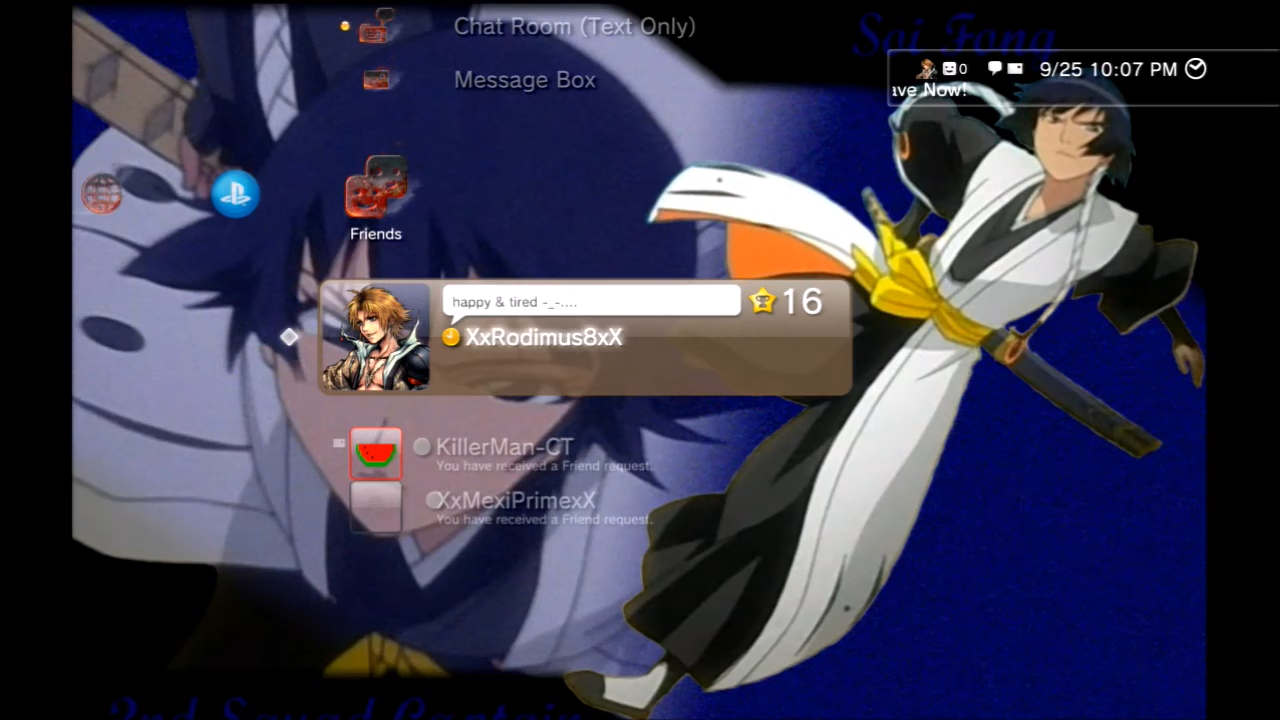 Chat Room (Text Only)
Soi Fong
0
9/25 10:07 PM
ave Now!
Message Box
Friends
happy & tired -_-....
16
XxRodimus8xX
KillerMan-CT
You have received a Friend request.
XxMexiPrimexX
You have received a Friend request.
2nd Squad Captain